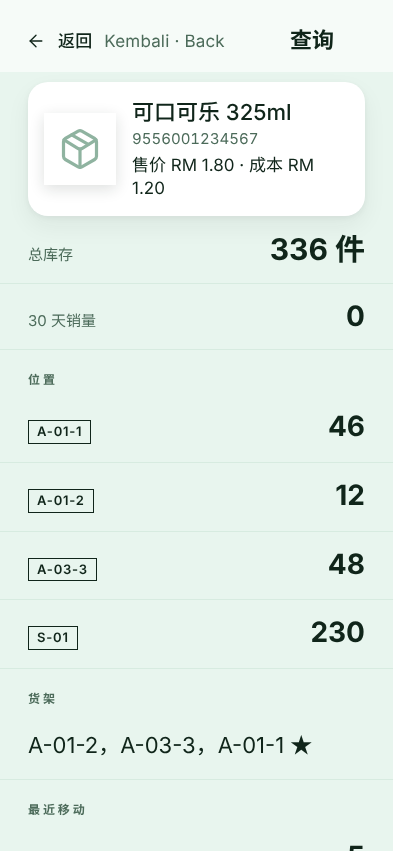 ← 返回 Kembali · Back 查询
可口可乐 325ml
9556001234567
售价 RM 1.80 · 成本 RM
1.20
总库存 336 件
30 天销量 0
位置
A-01-1 46
A-01-2 12
A-03-3 48
S-01 230
货架
A-01-2，A-03-3，A-01-1 ★
最近移动